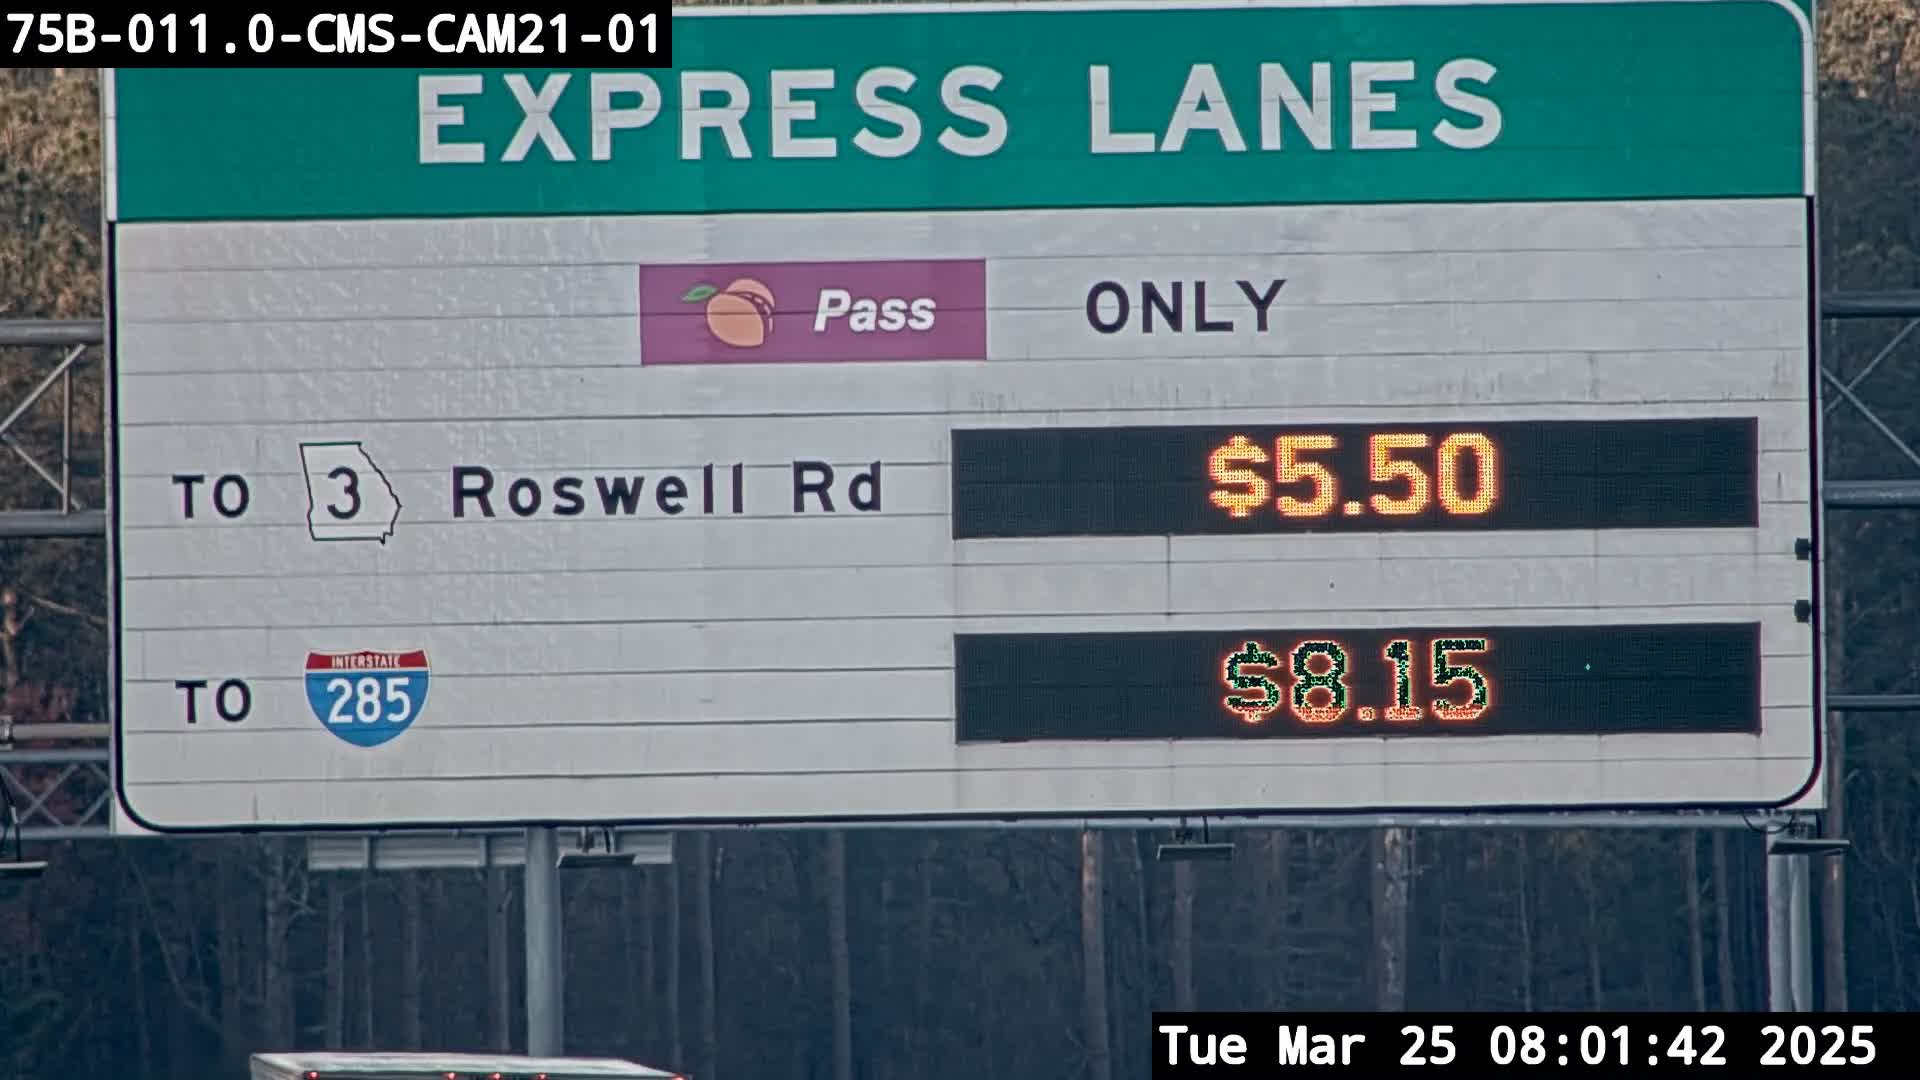 75B-011.0-CMS-CAM21-01
EXPRESS LANES
Pass ONLY
TO 3 Roswell Rd $5.50
INTERSTATE
TO 285 $8.15
Tue Mar 25 08:01:42 2025